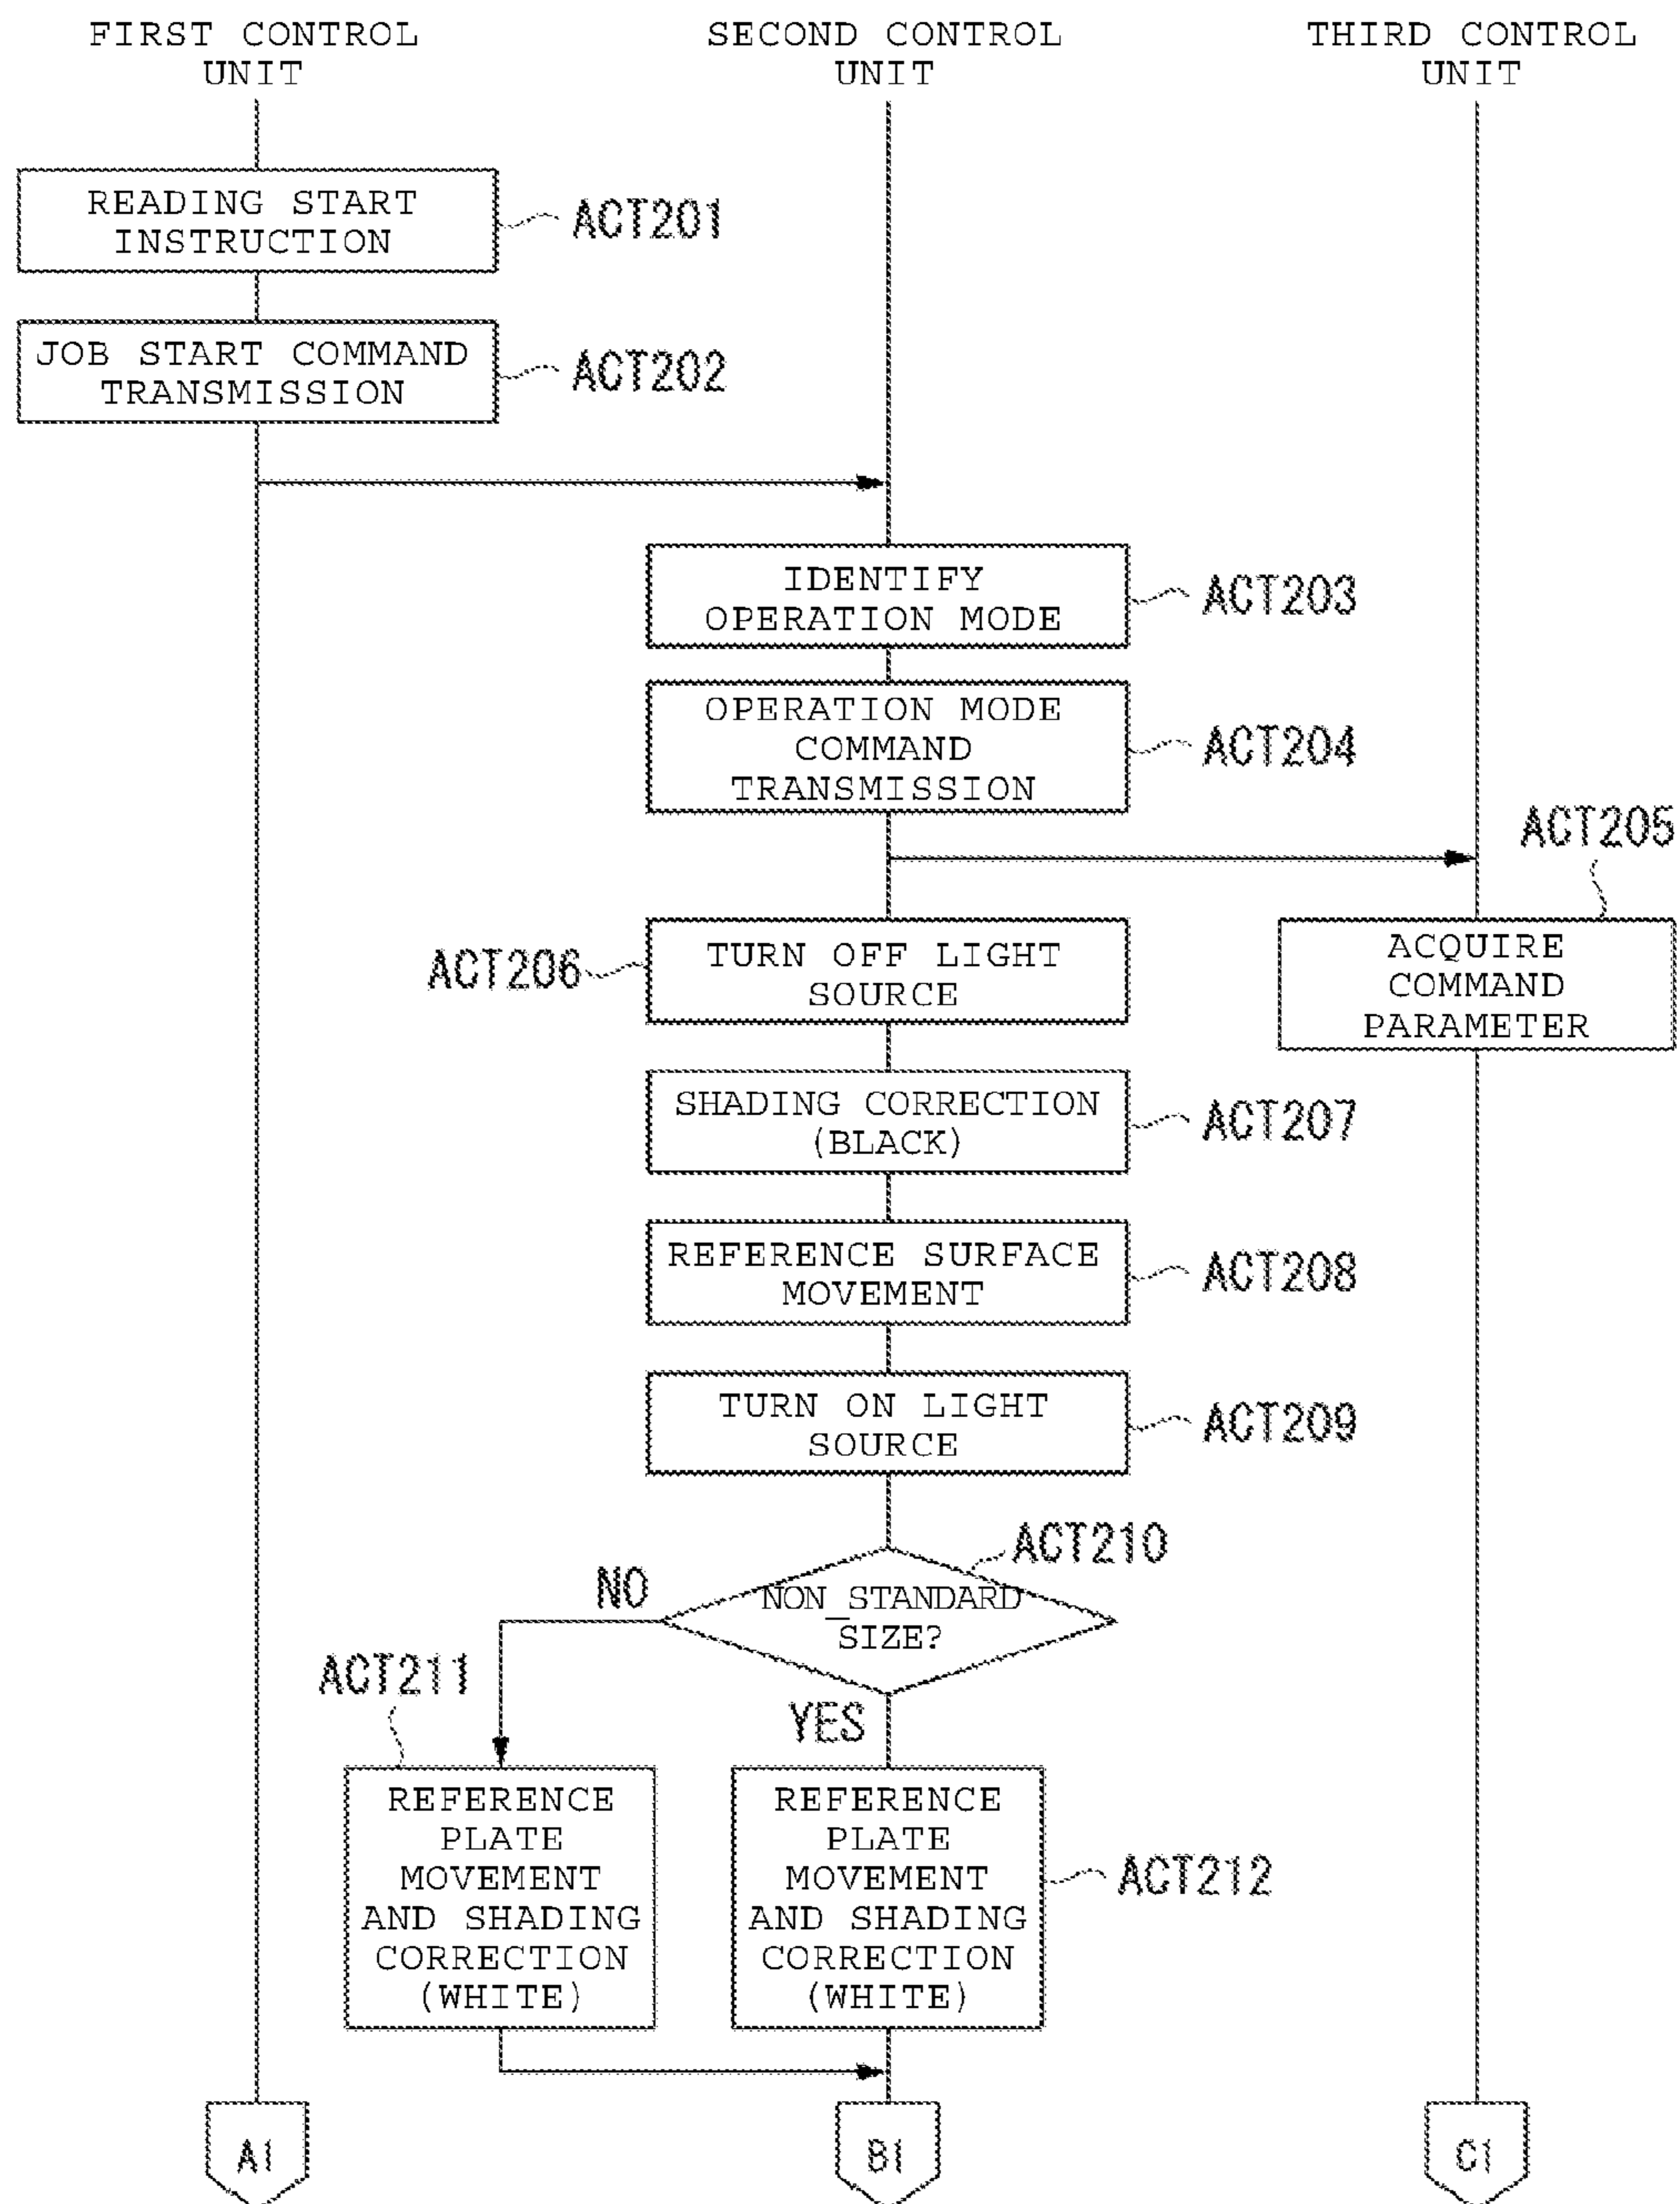 FIRST CONTROL
UNIT
SECOND CONTROL
UNIT
THIRD CONTROL
UNIT
READING START
INSTRUCTION
ACT201
JOB START COMMAND
TRANSMISSION
ACT202
IDENTIFY
OPERATION MODE
ACT203
OPERATION MODE
COMMAND
TRANSMISSION
ACT204
ACT205
ACQUIRE
COMMAND
PARAMETER
ACT206
TURN OFF LIGHT
SOURCE
SHADING CORRECTION
(BLACK)
ACT207
REFERENCE SURFACE
MOVEMENT
ACT208
TURN ON LIGHT
SOURCE
ACT209
ACT210
NON_STANDARD
SIZE?
NO
YES
ACT211
REFERENCE
PLATE
MOVEMENT
AND SHADING
CORRECTION
(WHITE)
REFERENCE
PLATE
MOVEMENT
AND SHADING
CORRECTION
(WHITE)
ACT212
A1
B1
C1